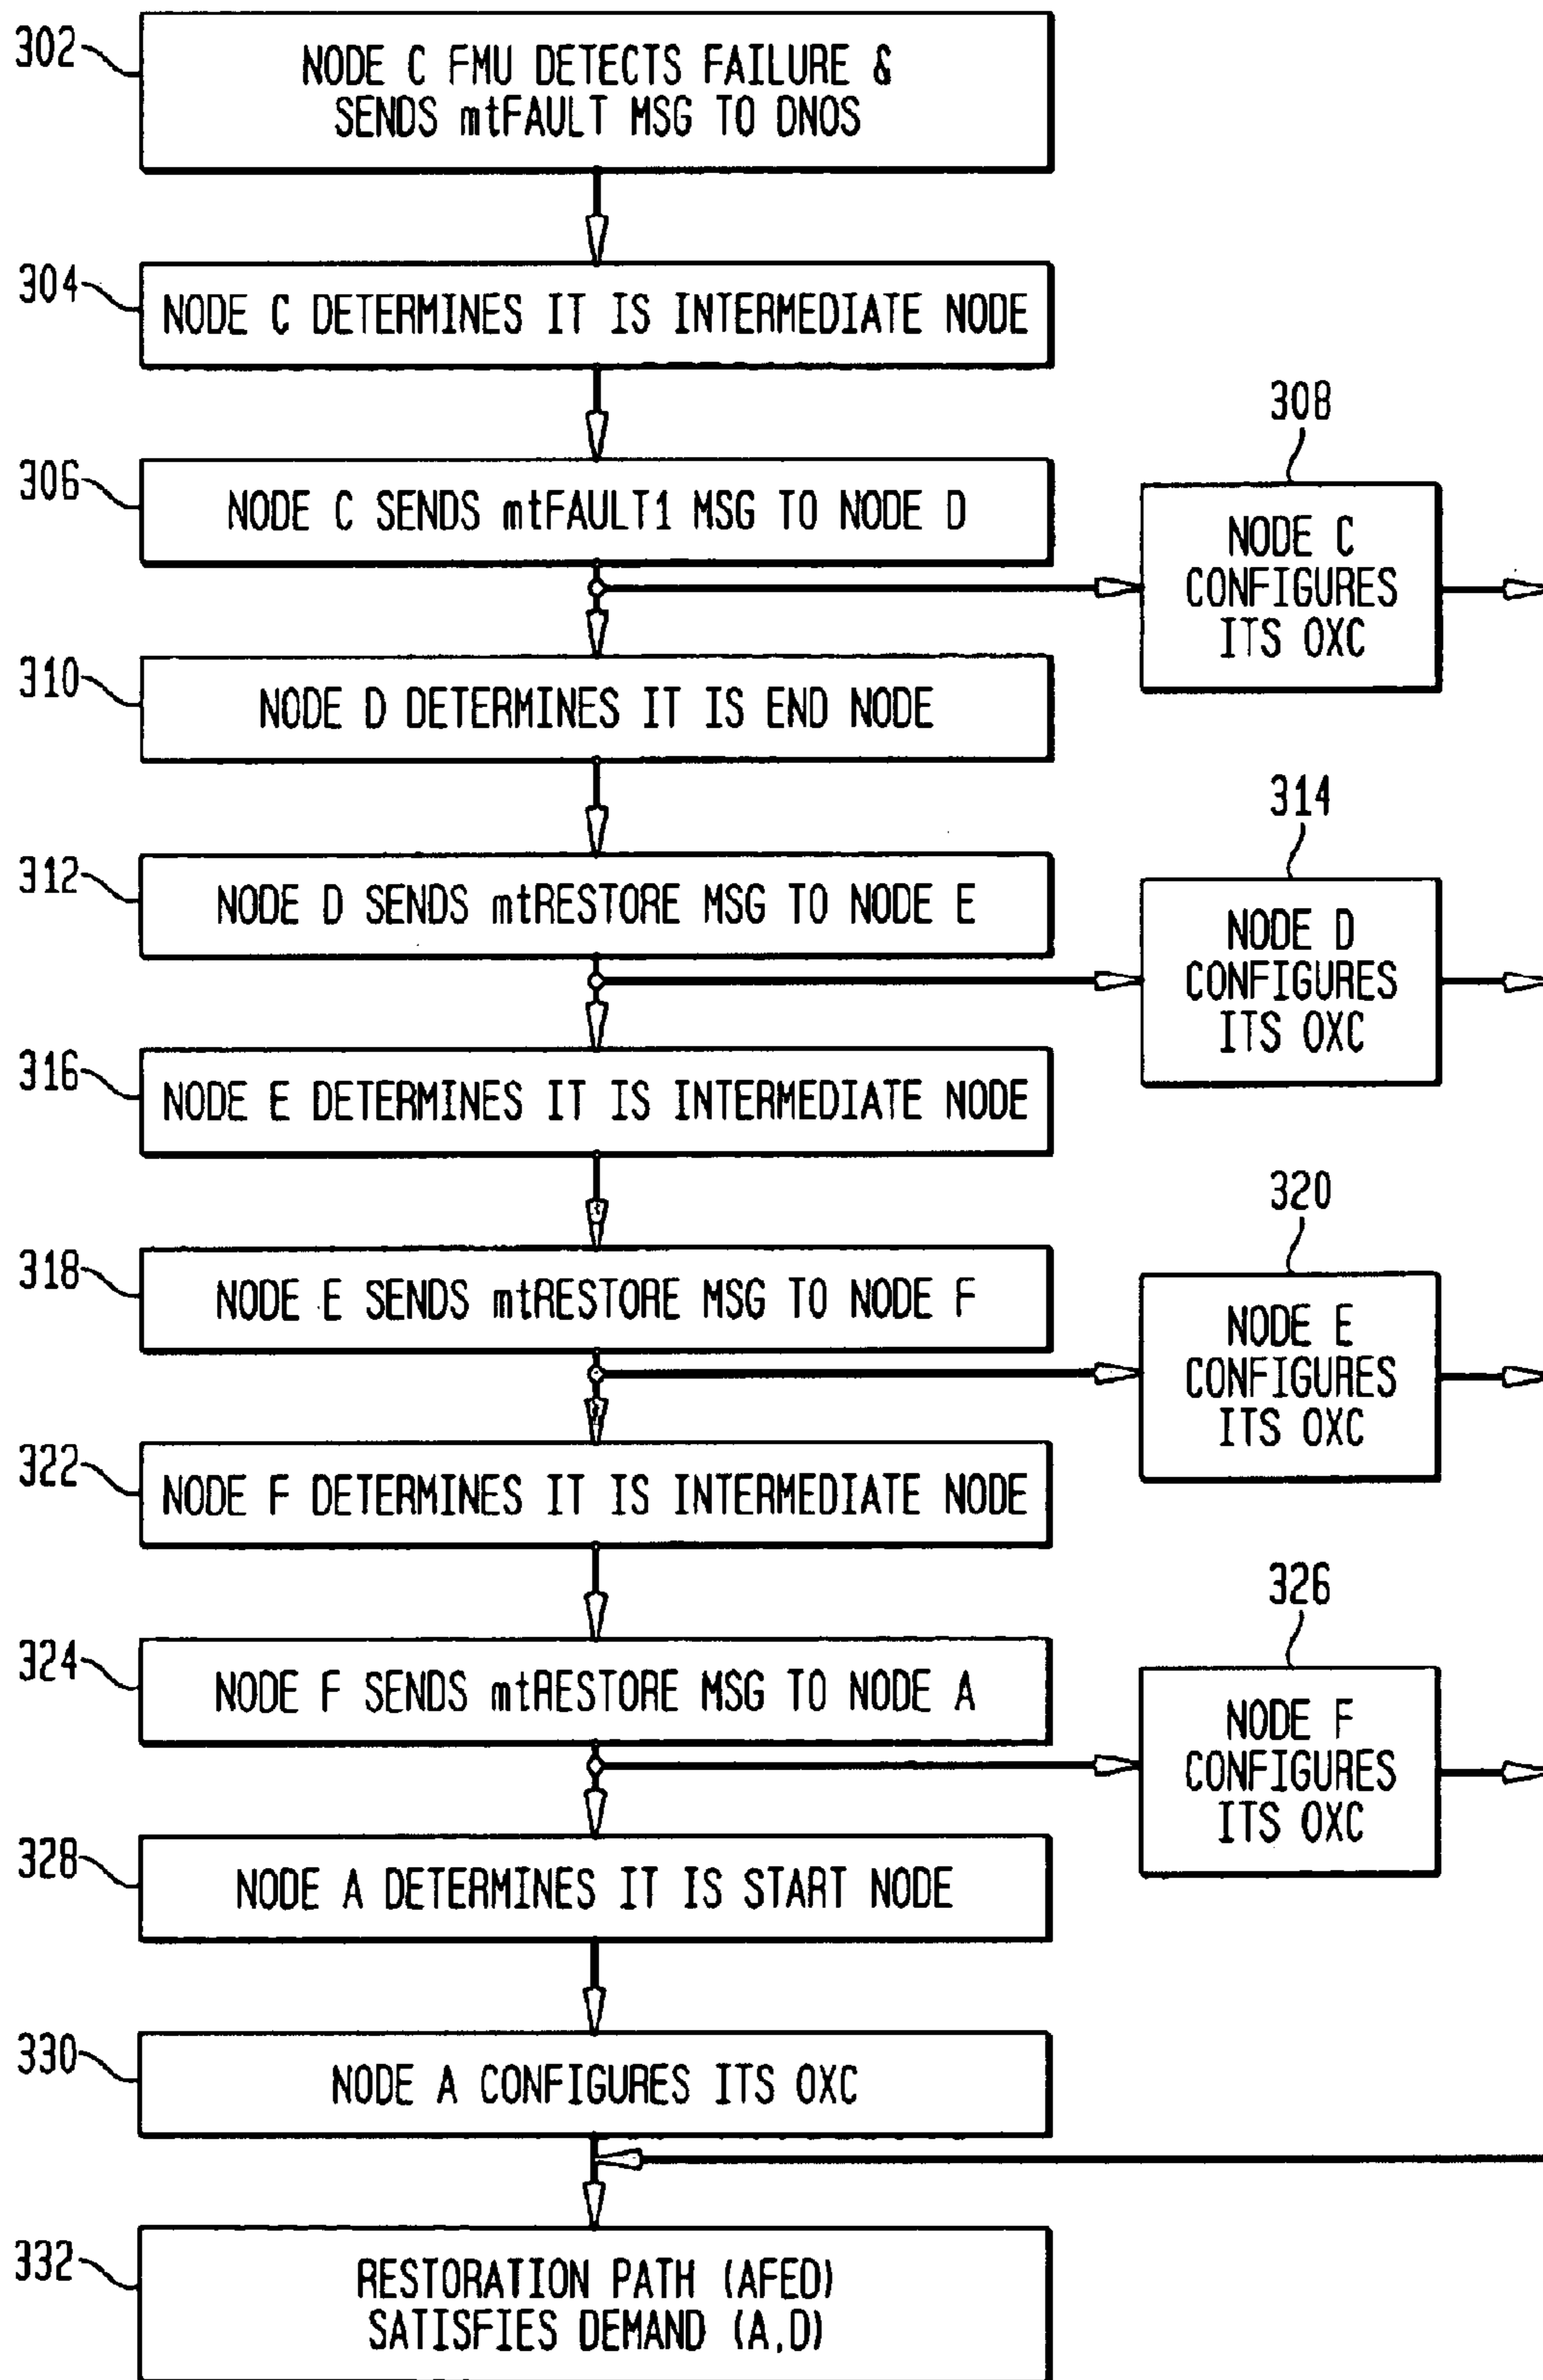 302
NODE C FMU DETECTS FAILURE &
SENDS mtFAULT MSG TO DNOS
304
NODE C DETERMINES IT IS INTERMEDIATE NODE
306
NODE C SENDS mtFAULT1 MSG TO NODE D
308
NODE C
CONFIGURES
ITS OXC
310
NODE D DETERMINES IT IS END NODE
312
NODE D SENDS mtRESTORE MSG TO NODE E
314
NODE D
CONFIGURES
ITS OXC
316
NODE E DETERMINES IT IS INTERMEDIATE NODE
318
NODE E SENDS mtRESTORE MSG TO NODE F
320
NODE E
CONFIGURES
ITS OXC
322
NODE F DETERMINES IT IS INTERMEDIATE NODE
324
NODE F SENDS mtRESTORE MSG TO NODE A
326
NODE F
CONFIGURES
ITS OXC
328
NODE A DETERMINES IT IS START NODE
330
NODE A CONFIGURES ITS OXC
332
RESTORATION PATH (AFED)
SATISFIES DEMAND (A,D)